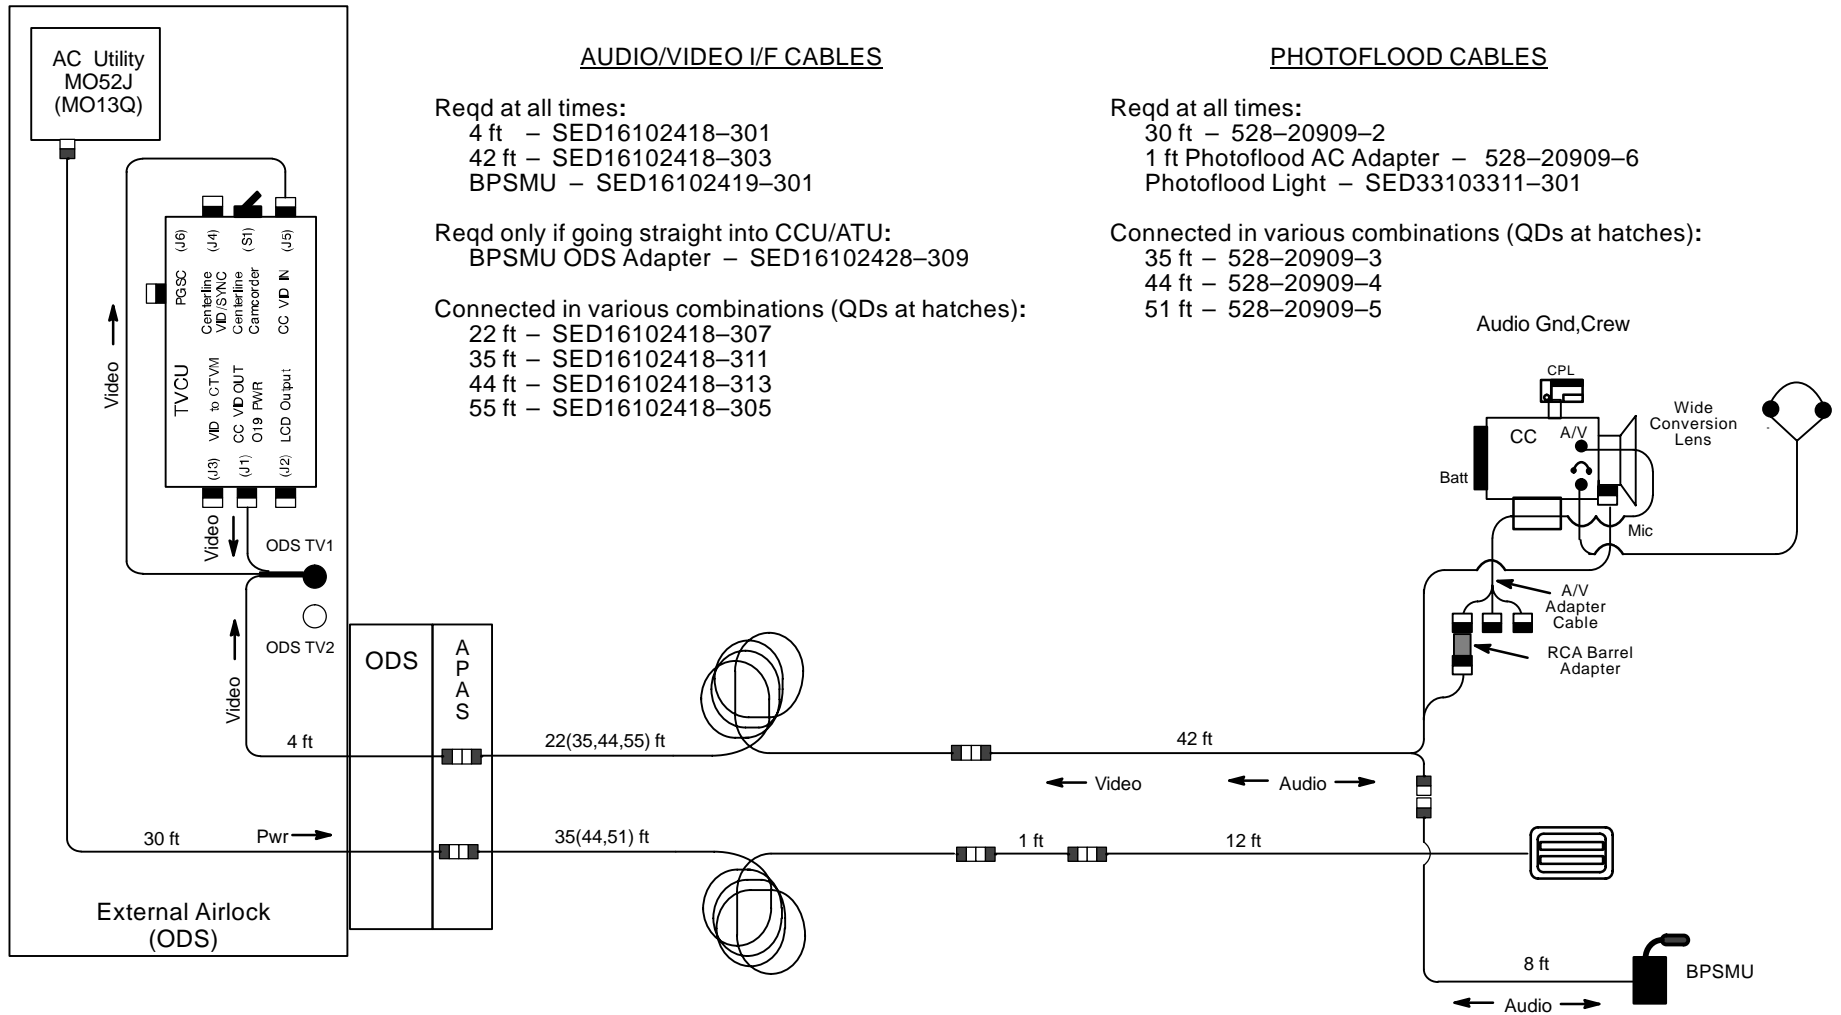 AC Utility
MO52J
(MO13Q)
AUDIO/VIDEO I/F CABLES
Reqd at all times:
4 ft – SED16102418–301
42 ft – SED16102418–303
BPSMU – SED16102419–301
Reqd only if going straight into CCU/ATU:
BPSMU ODS Adapter – SED16102428–309
Connected in various combinations (QDs at hatches):
22 ft – SED16102418–307
35 ft – SED16102418–311
44 ft – SED16102418–313
55 ft – SED16102418–305
PHOTOFLOOD CABLES
Reqd at all times:
30 ft – 528–20909–2
1 ft Photoflood AC Adapter – 528–20909–6
Photoflood Light – SED33103311–301
Connected in various combinations (QDs at hatches):
35 ft – 528–20909–3
44 ft – 528–20909–4
51 ft – 528–20909–5
Audio Gnd,Crew
TVCU
PGSC (J6)
Centerline VID/SYNC (J4)
Centerline Camcorder (S1)
CC VID IN (J5)
(J3) VID to CTVM
(J1) CC VID OUT
O19 PWR
(J2) LCD Output
Video
Video
Video
ODS TV1
ODS TV2
ODS
APAS
CPL
CC
A/V
Batt
Wide
Conversion
Lens
Mic
A/V
Adapter
Cable
RCA Barrel
Adapter
4 ft
22(35,44,55) ft
42 ft
Video
Audio
30 ft
Pwr
35(44,51) ft
1 ft
12 ft
External Airlock
(ODS)
8 ft
BPSMU
Audio